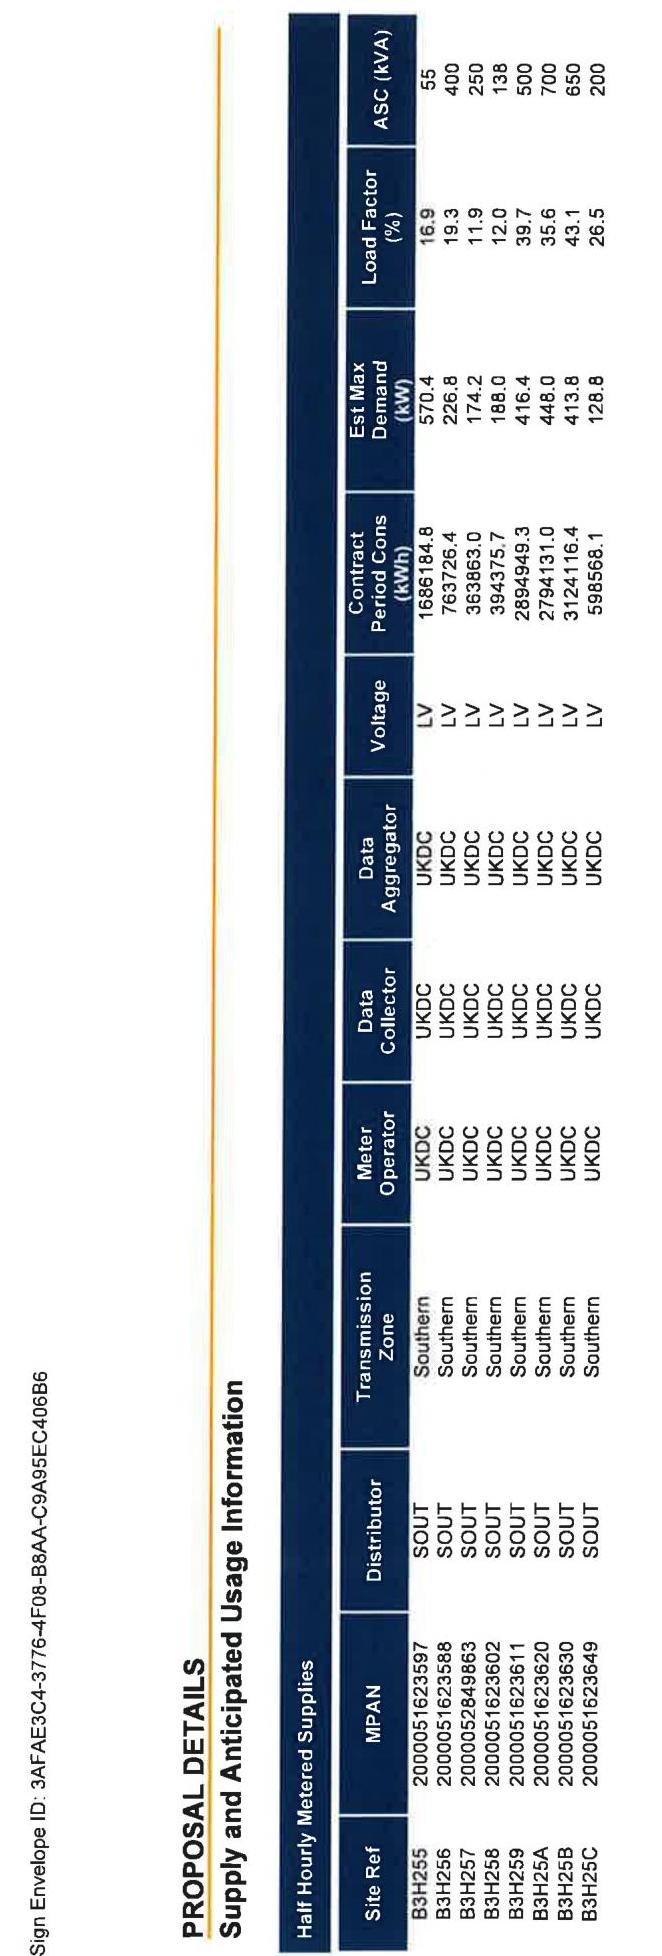 Sign Envelope ID: 3AFAE3C4-3776-4F08-B8AA-C9A95EC406B6
PROPOSAL DETAILS
Supply and Anticipated Usage Information
Half Hourly Metered Supplies
Site Ref MPAN Distributor Transmission Zone Meter Operator Data Collector Data Aggregator Voltage Contract Period Cons (kWh) Est Max Demand (kW) Load Factor (%) ASC (kVA)
B3H255 2000051623597 SOUT Southern UKDC UKDC UKDC LV 1686184.8 570.4 16.9 55
B3H256 2000051623588 SOUT Southern UKDC UKDC UKDC LV 763726.4 226.8 19.3 400
B3H257 2000052849863 SOUT Southern UKDC UKDC UKDC LV 363863.0 174.2 11.9 250
B3H258 2000051623602 SOUT Southern UKDC UKDC UKDC LV 394375.7 188.0 12.0 138
B3H259 2000051623611 SOUT Southern UKDC UKDC UKDC LV 2894949.3 416.4 39.7 500
B3H25A 2000051623620 SOUT Southern UKDC UKDC UKDC LV 2794131.0 448.0 35.6 700
B3H25B 2000051623630 SOUT Southern UKDC UKDC UKDC LV 3124116.4 413.8 43.1 650
B3H25C 2000051623649 SOUT Southern UKDC UKDC UKDC LV 598568.1 128.8 26.5 200